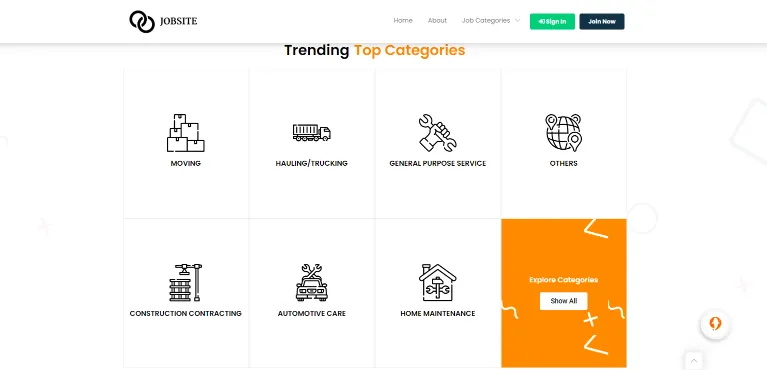 JOBSITE
Home About Job Categories Sign In Join Now
Trending Top Categories
MOVING HAULING/TRUCKING GENERAL PURPOSE SERVICE OTHERS
Explore Categories
Show All
CONSTRUCTION CONTRACTING AUTOMOTIVE CARE HOME MAINTENANCE